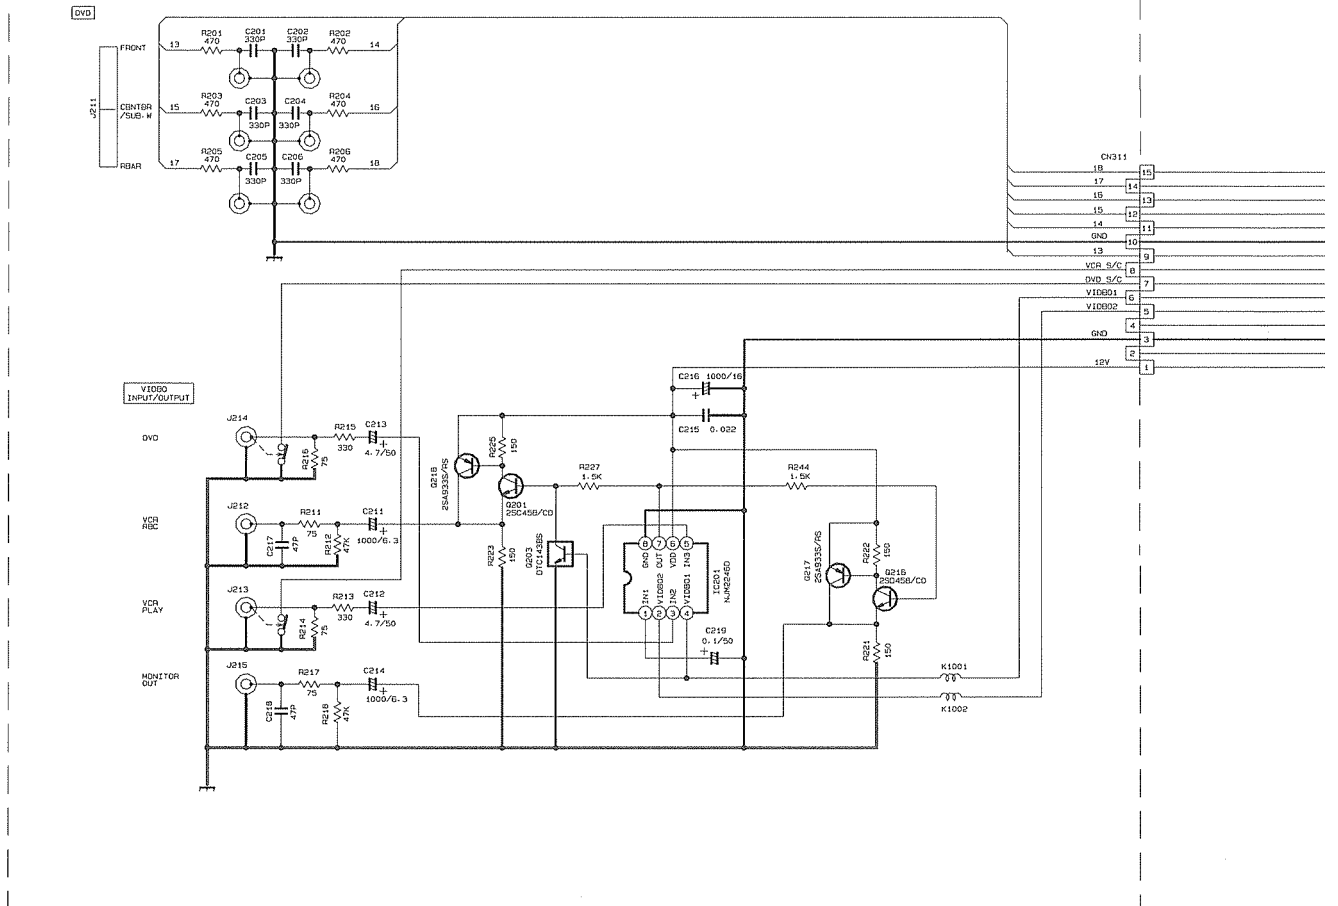 DVD
J211
FRONT
CENTER
/SUB.W
REAR
13
R201
470
C201
330P
C202
330P
R202
470
14
15
R203
470
C203
330P
C204
330P
R204
470
16
17
R205
470
C205
330P
C206
330P
R206
470
18
CN311
18 15
17 14
16 13
15 12
14 11
GND 10
13 9
VCR S/C 8
DVD S/C 7
VIDEO1 6
VIDEO2 5
4
GND 3
2
12V 1
VIDEO
INPUT/OUTPUT
DVD
J214
R216
75
R215
330
C213
4.7/50
VCR
REC
J212
C217
47P
R211
75
R212
47K
C211
1000/6.3
VCR
PLAY
J213
R214
75
R213
330
C212
4.7/50
MONITOR
OUT
J215
C218
47P
R217
75
R218
47K
C214
1000/6.3
Q218
2SA933S/RS
R225
150
Q201
2SC458/CD
R223
150
Q203
DTC143ES
R227
1.5K
R244
1.5K
C216 1000/16
C215 0.022
8 7 6 5
GND OUT VDD IN3
IN1 VIDEO2 IN2 VIDEO1
1 2 3 4
IC201
NJM2246D
C219
0.1/50
Q217
2SA933S/RS
R222
150
Q216
2SC458/CD
R221
150
K1001
K1002